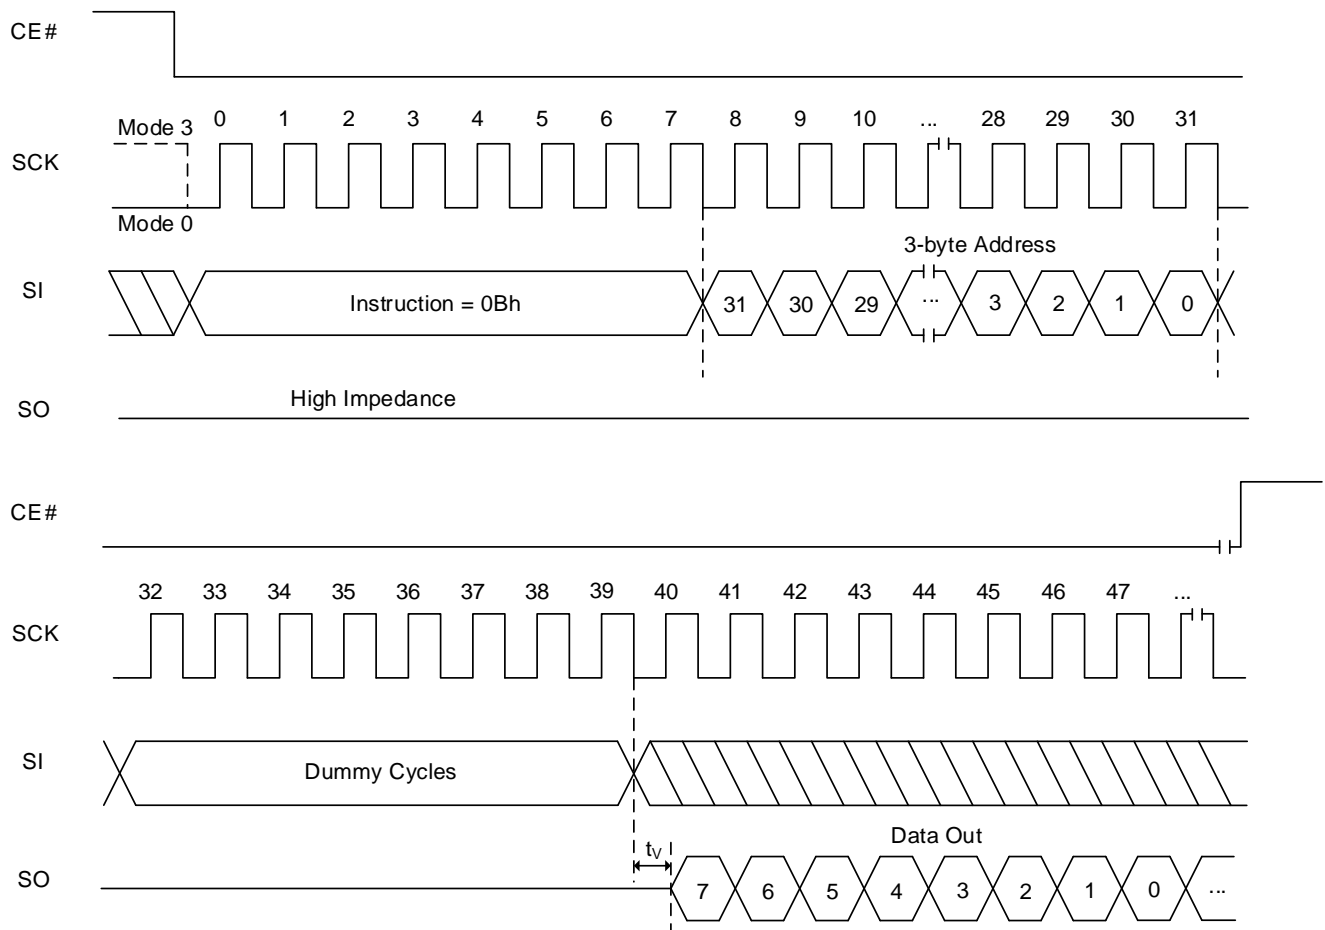 CE#
Mode 3
0 1 2 3 4 5 6 7 8 9 10 ... 28 29 30 31
SCK
Mode 0
3-byte Address
SI
Instruction = 0Bh
31 30 29 ... 3 2 1 0
SO
High Impedance
CE#
32 33 34 35 36 37 38 39 40 41 42 43 44 45 46 47 ...
SCK
SI
Dummy Cycles
Data Out
tV
SO
7 6 5 4 3 2 1 0 ...